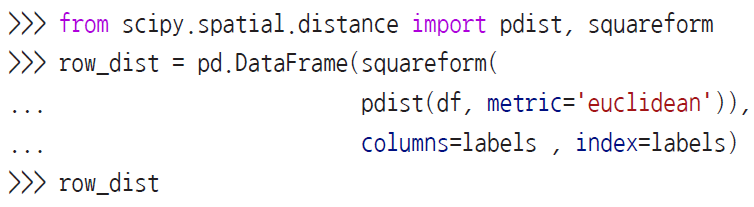 >>> from scipy.spatial.distance import pdist, squareform
>>> row_dist = pd.DataFrame(squareform(
...                         pdist(df, metric='euclidean')),
...                         columns=labels , index=labels)
>>> row_dist